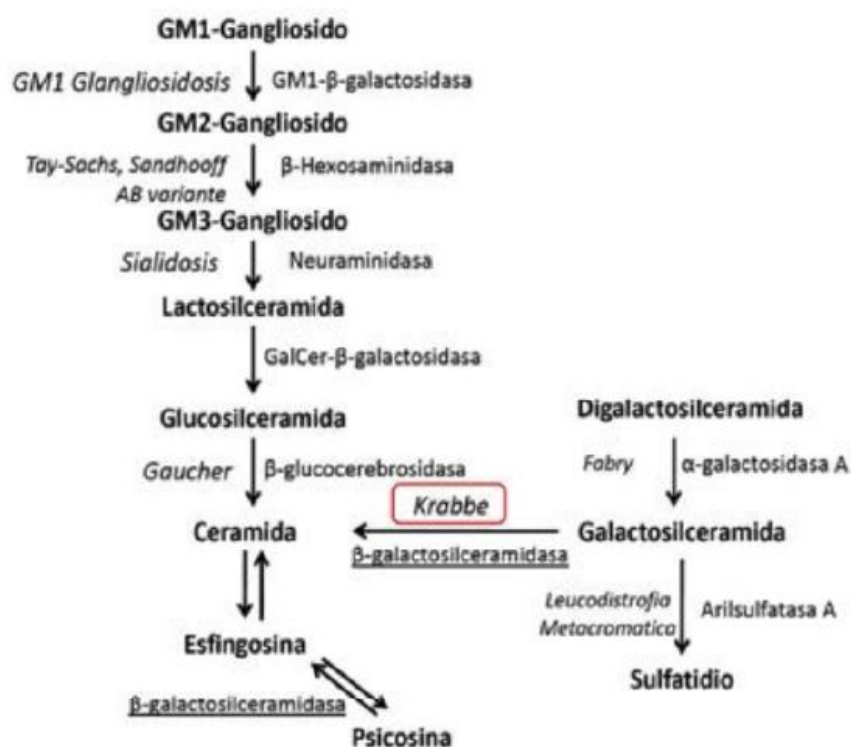 GM1-Gangliosido
GM1 Glangliosidosis
GM1-β-galactosidasa
GM2-Gangliosido
Tay-Sachs, Sandhooff
AB variante
β-Hexosaminidasa
GM3-Gangliosido
Sialidosis
Neuraminidasa
Lactosilceramida
GalCer-β-galactosidasa
Glucosilceramida
Gaucher
β-glucocerebrosidasa
Digalactosilceramida
Fabry
α-galactosidasa A
Krabbe
Ceramida
β-galactosilceramidasa
Galactosilceramida
Leucodistrofia
Metacromatica
Arilsulfatasa A
Esfingosina
Sulfatidio
β-galactosilceramidasa
Psicosina